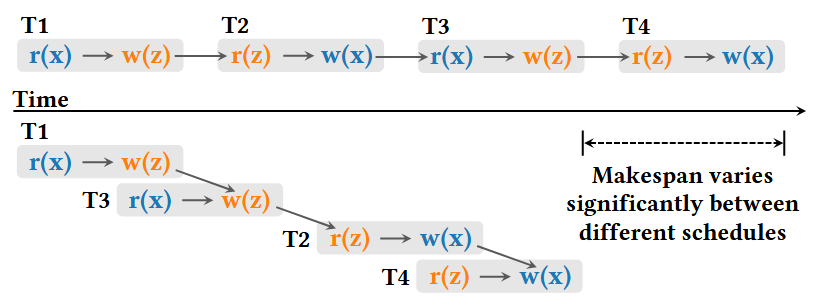 T1 T2 T3 T4
r(x) w(z) r(z) w(x) r(x) w(z) r(z) w(x)
Time
T1
r(x) w(z)
T3 r(x) w(z)
T2 r(z) w(x)
T4 r(z) w(x)
Makespan varies
significantly between
different schedules